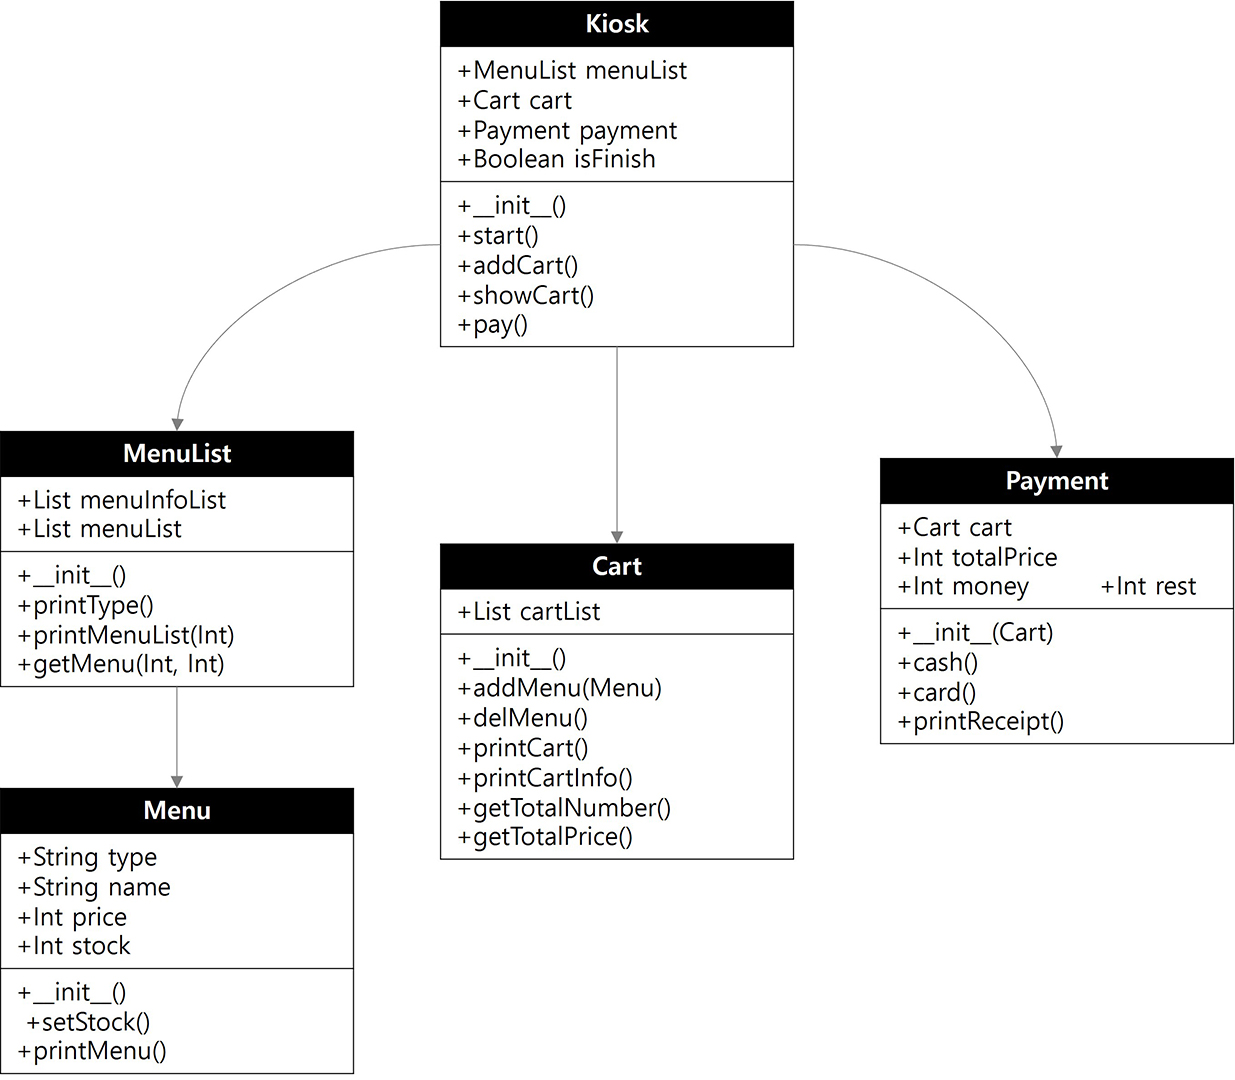 Kiosk
+MenuList menuList
+Cart cart
+Payment payment
+Boolean isFinish
+__init__()
+start()
+addCart()
+showCart()
+pay()
MenuList
+List menuInfoList
+List menuList
+__init__()
+printType()
+printMenuList(Int)
+getMenu(Int, Int)
Cart
+List cartList
+__init__()
+addMenu(Menu)
+delMenu()
+printCart()
+printCartInfo()
+getTotalNumber()
+getTotalPrice()
Payment
+Cart cart
+Int totalPrice
+Int money +Int rest
+__init__(Cart)
+cash()
+card()
+printReceipt()
Menu
+String type
+String name
+Int price
+Int stock
+__init__()
+setStock()
+printMenu()